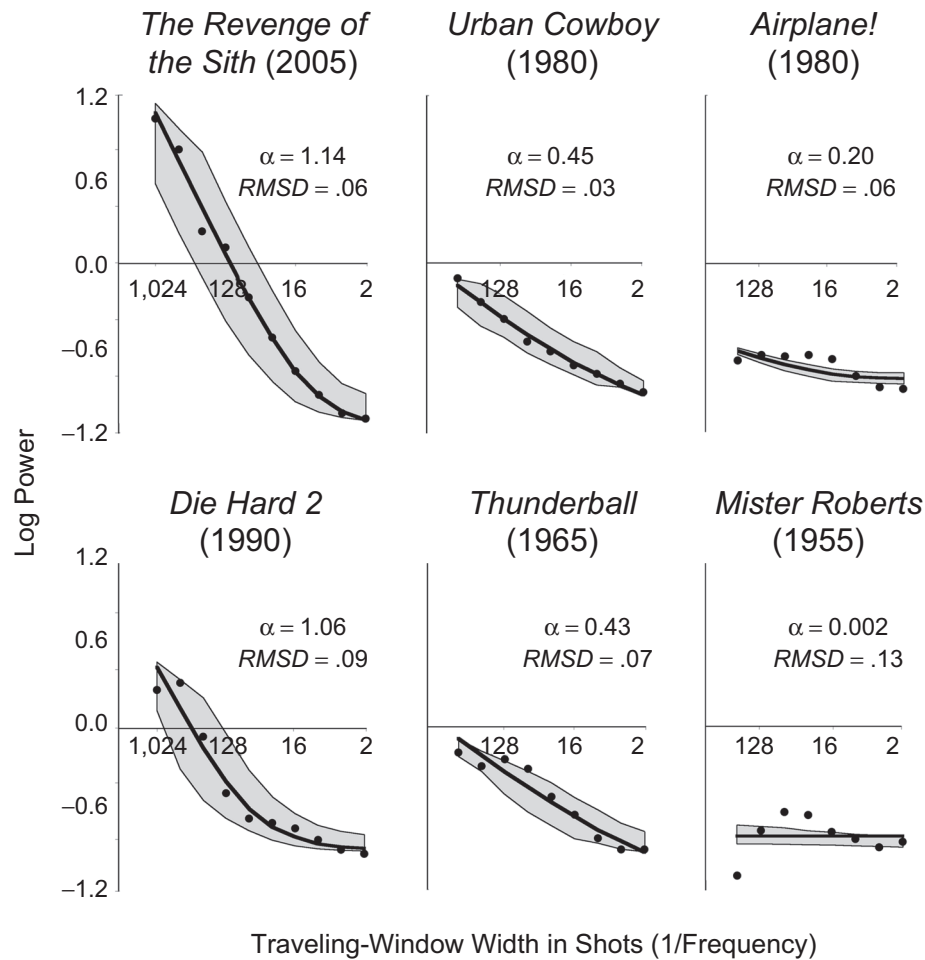 The Revenge of
the Sith (2005)
Urban Cowboy
(1980)
Airplane!
(1980)
1.2
0.6
0.0
–0.6
–1.2
α = 1.14
RMSD = .06
1,024 128 16 2
α = 0.45
RMSD = .03
128 16 2
α = 0.20
RMSD = .06
128 16 2
Log Power
Die Hard 2
(1990)
Thunderball
(1965)
Mister Roberts
(1955)
1.2
0.6
0.0
–0.6
–1.2
α = 1.06
RMSD = .09
1,024 128 16 2
α = 0.43
RMSD = .07
128 16 2
α = 0.002
RMSD = .13
128 16 2
Traveling-Window Width in Shots (1/Frequency)